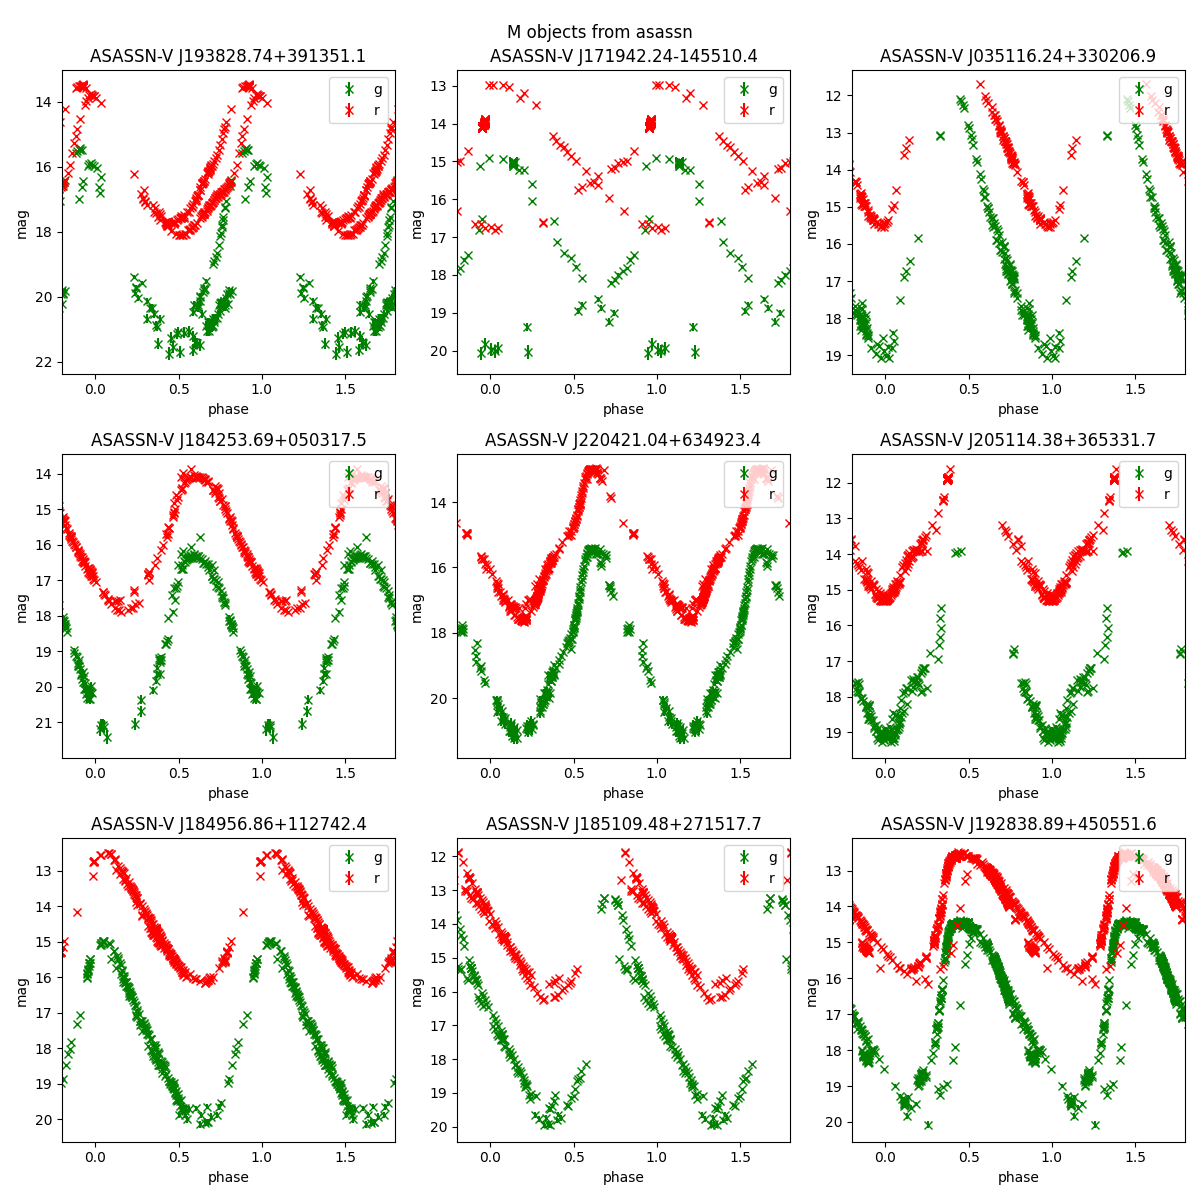 M objects from asassn
ASASSN-V J193828.74+391351.1
ASASSN-V J171942.24-145510.4
ASASSN-V J035116.24+330206.9
mag
14
16
18
20
22
0.0 0.5 1.0 1.5
phase
g
r
mag
13
14
15
16
17
18
19
20
0.0 0.5 1.0 1.5
phase
g
r
mag
12
13
14
15
16
17
18
19
0.0 0.5 1.0 1.5
phase
g
r
ASASSN-V J184253.69+050317.5
ASASSN-V J220421.04+634923.4
ASASSN-V J205114.38+365331.7
mag
14
15
16
17
18
19
20
21
0.0 0.5 1.0 1.5
phase
g
r
mag
14
16
18
20
0.0 0.5 1.0 1.5
phase
g
r
mag
12
13
14
15
16
17
18
19
0.0 0.5 1.0 1.5
phase
g
r
ASASSN-V J184956.86+112742.4
ASASSN-V J185109.48+271517.7
ASASSN-V J192838.89+450551.6
mag
13
14
15
16
17
18
19
20
0.0 0.5 1.0 1.5
phase
g
r
mag
12
13
14
15
16
17
18
19
20
0.0 0.5 1.0 1.5
phase
g
r
mag
13
14
15
16
17
18
19
20
0.0 0.5 1.0 1.5
phase
g
r